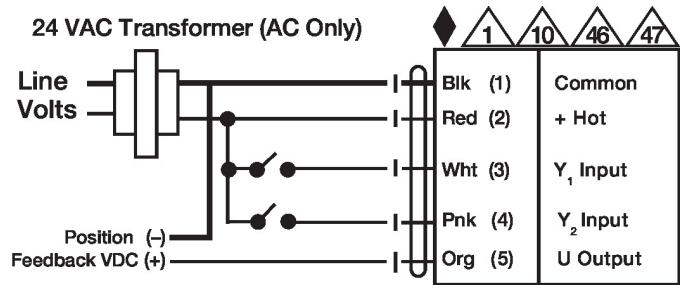 24 VAC Transformer (AC Only)
1 10 46 47
Line
Volts
Blk (1) Common
Red (2) + Hot
Wht (3) Y1 Input
Pnk (4) Y2 Input
Position (–)
Feedback VDC (+)
Org (5) U Output